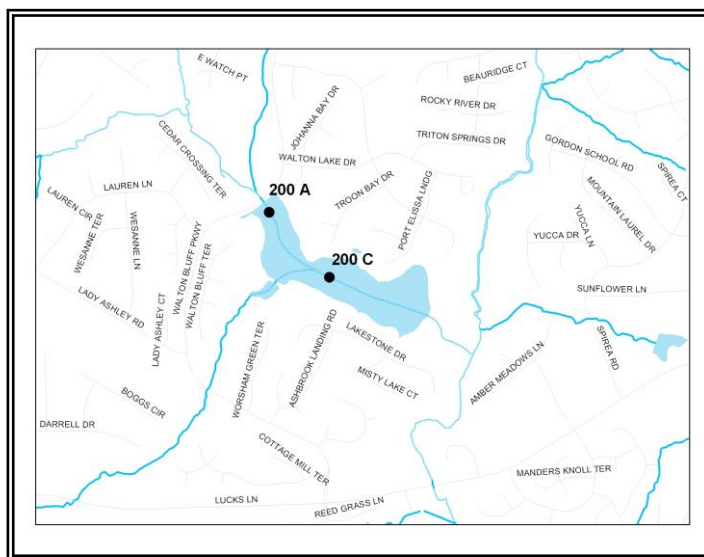 E WATCH PT
BEAURIDGE CT
JOHANNA BAY DR
ROCKY RIVER DR
CEDAR CROSSING TER
TRITON SPRINGS DR
GORDON SCHOOL RD
WALTON LAKE DR
SPIREA CT
LAUREN LN
TROON BAY DR
MOUNTAIN LAUREL DR
200 A
LAUREN CIR
WESANNE TER
WESANNE LN
WALTON BLUFF PKWY
WALTON BLUFF TER
PORT ELISSA LNDG
YUCCA LN
YUCCA DR
200 C
SUNFLOWER LN
LADY ASHLEY RD
LADY ASHLEY CT
LAKESTONE DR
ASHBROOK LANDING RD
WORSHAM GREEN TER
AMBER MEADOWS LN
SPIREA RD
MISTY LAKE CT
BOGGS CIR
DARRELL DR
COTTAGE MILL TER
MANDERS KNOLL TER
LUCKS LN
REED GRASS LN